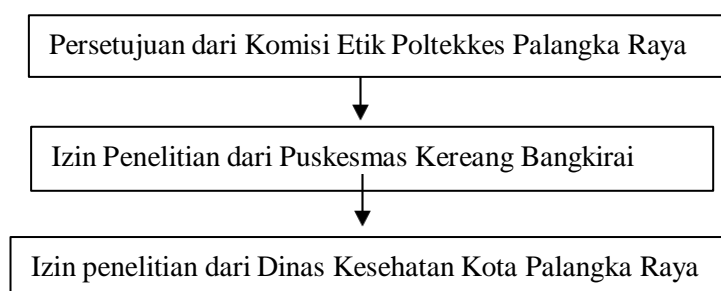 Persetujuan dari Komisi Etik Poltekkes Palangka Raya
Izin Penelitian dari Puskesmas Kereang Bangkirai
Izin penelitian dari Dinas Kesehatan Kota Palangka Raya